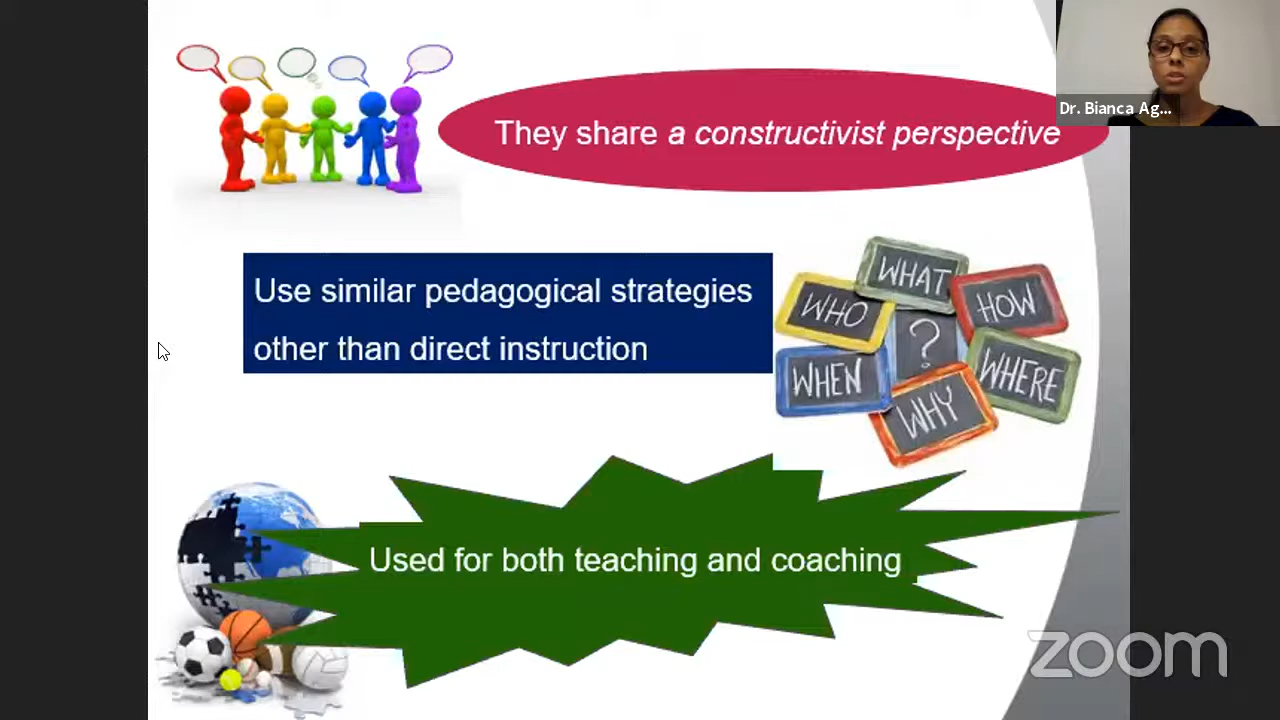 Dr. Bianca Ag...
They share a constructivist perspective
Use similar pedagogical strategies
other than direct instruction
WHAT
WHO
HOW
?
WHEN
WHERE
WHY
Used for both teaching and coaching
zoom